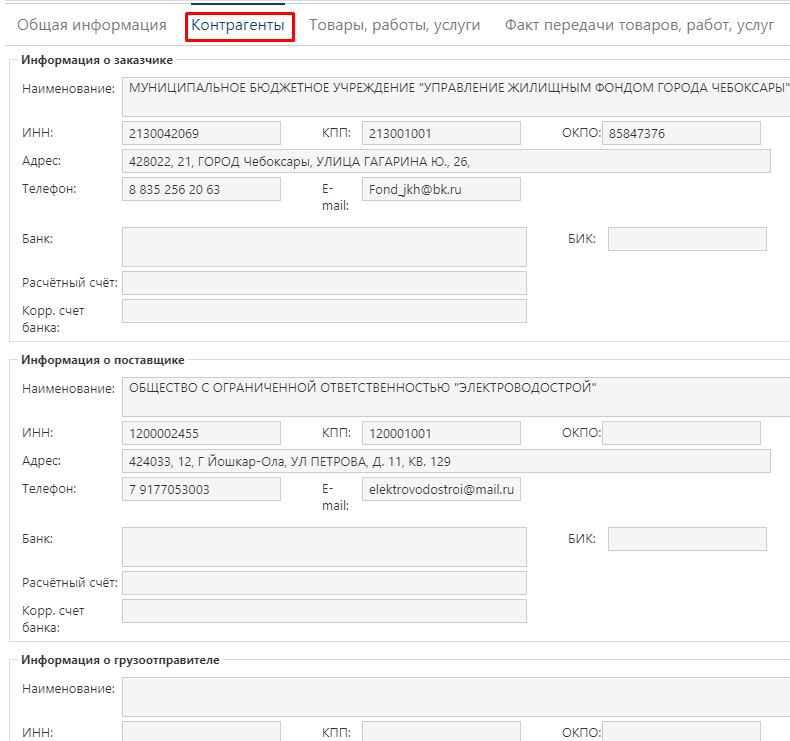 Общая информация Контрагенты Товары, работы, услуги Факт передачи товаров, работ, услуг
Информация о заказчике
Наименование: МУНИЦИПАЛЬНОЕ БЮДЖЕТНОЕ УЧРЕЖДЕНИЕ "УПРАВЛЕНИЕ ЖИЛИЩНЫМ ФОНДОМ ГОРОДА ЧЕБОКСАРЫ"
ИНН: 2130042069 КПП: 213001001 ОКПО: 85847376
Адрес: 428022, 21, ГОРОД Чебоксары, УЛИЦА ГАГАРИНА Ю., 26,
Телефон: 8 835 256 20 63 E-mail: Fond_jkh@bk.ru
Банк: БИК:
Расчётный счёт:
Корр. счет
банка:
Информация о поставщике
Наименование: ОБЩЕСТВО С ОГРАНИЧЕННОЙ ОТВЕТСТВЕННОСТЬЮ "ЭЛЕКТРОВОДОСТРОЙ"
ИНН: 1200002455 КПП: 120001001 ОКПО:
Адрес: 424033, 12, Г Йошкар-Ола, УЛ ПЕТРОВА, Д. 11, КВ. 129
Телефон: 7 9177053003 E-mail: elektrovodostroi@mail.ru
Банк: БИК:
Расчётный счёт:
Корр. счет
банка:
Информация о грузоотправителе
Наименование:
ИНН: КПП: ОКПО: